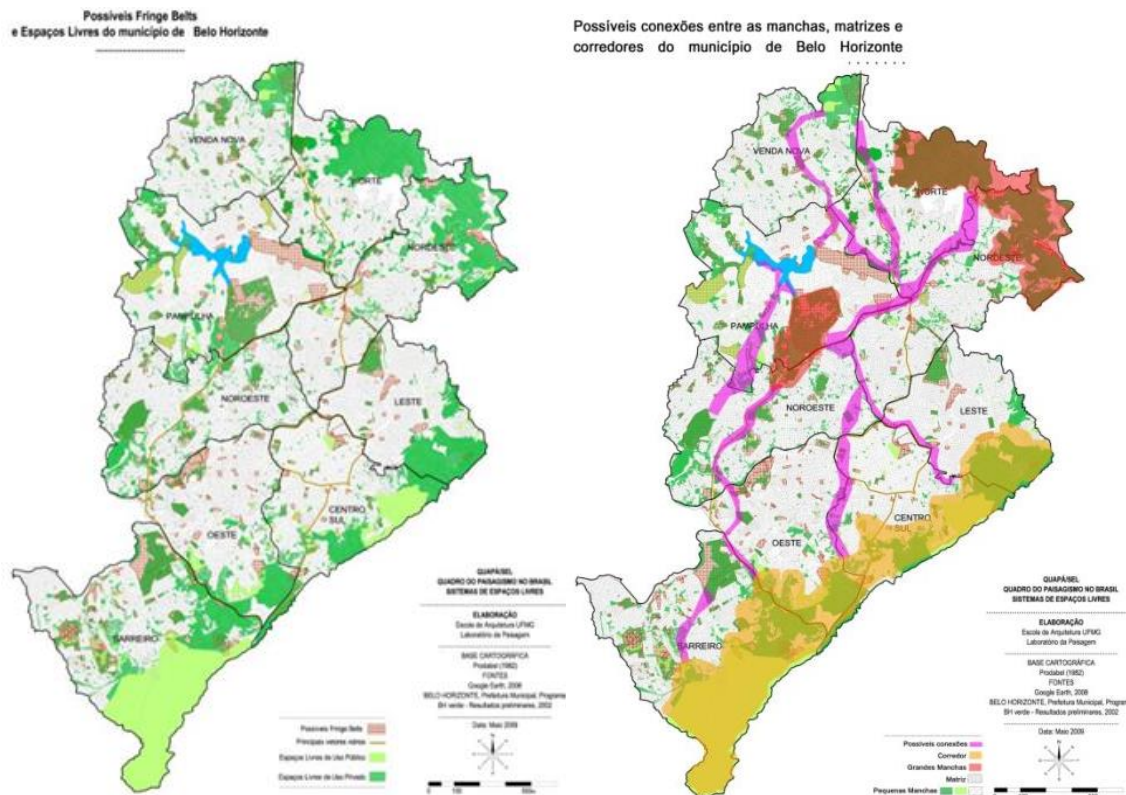 Possíveis Fringe Belts
e Espaços Livres do município de Belo Horizonte
VENDA NOVA
NORTE
NORDESTE
PAMPULHA
NOROESTE
LESTE
CENTRO
SUL
OESTE
BARREIRO
QUAPÁ/SEL
QUADRO DO PAISAGISMO NO BRASIL
SISTEMAS DE ESPAÇOS LIVRES
ELABORAÇÃO
Escola de Arquitetura UFMG
Laboratório da Paisagem
BASE CARTOGRÁFICA
Prodabel (1982)
FONTES
Google Earth, 2008
BELO HORIZONTE, Prefeitura Municipal, Programa
BH verde - Resultados preliminares, 2002
Data: Maio 2009
N
Possíveis Fringe Belts
Principais vetores viários
Espaços Livres de Uso Público
Espaços Livres de Uso Privado
Possíveis conexões entre as manchas, matrizes e
corredores do município de Belo Horizonte
VENDA NOVA
NORTE
NORDESTE
PAMPULHA
NOROESTE
LESTE
CENTRO
SUL
OESTE
BARREIRO
QUAPÁ/SEL
QUADRO DO PAISAGISMO NO BRASIL
SISTEMAS DE ESPAÇOS LIVRES
ELABORAÇÃO
Escola de Arquitetura UFMG
Laboratório da Paisagem
BASE CARTOGRÁFICA
Prodabel (1982)
FONTES
Google Earth, 2008
BELO HORIZONTE, Prefeitura Municipal, Program
BH verde - Resultados preliminares, 2002
Data: Maio 2009
N
Possíveis conexões
Corredor
Grandes Manchas
Matriz
Pequenas Manchas